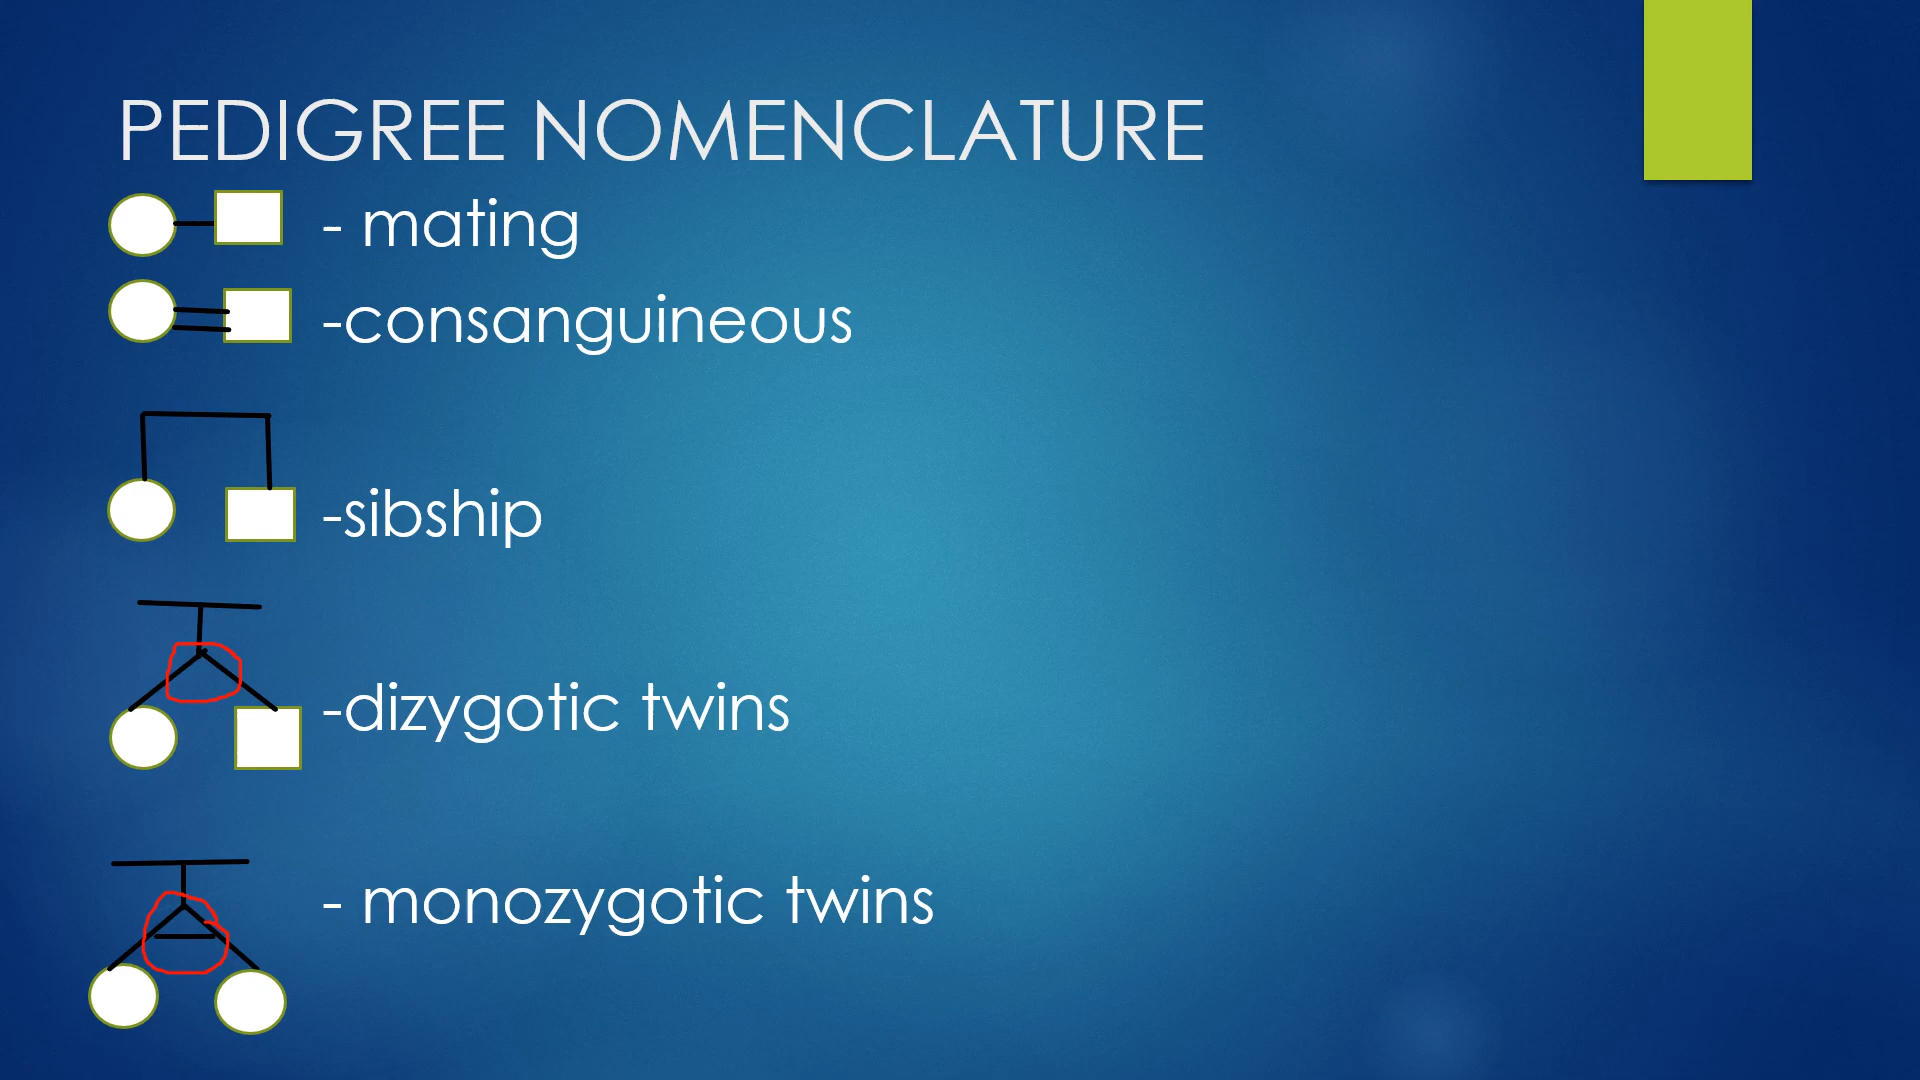 PEDIGREE NOMENCLATURE
- mating
-consanguineous
-sibship
-dizygotic twins
- monozygotic twins